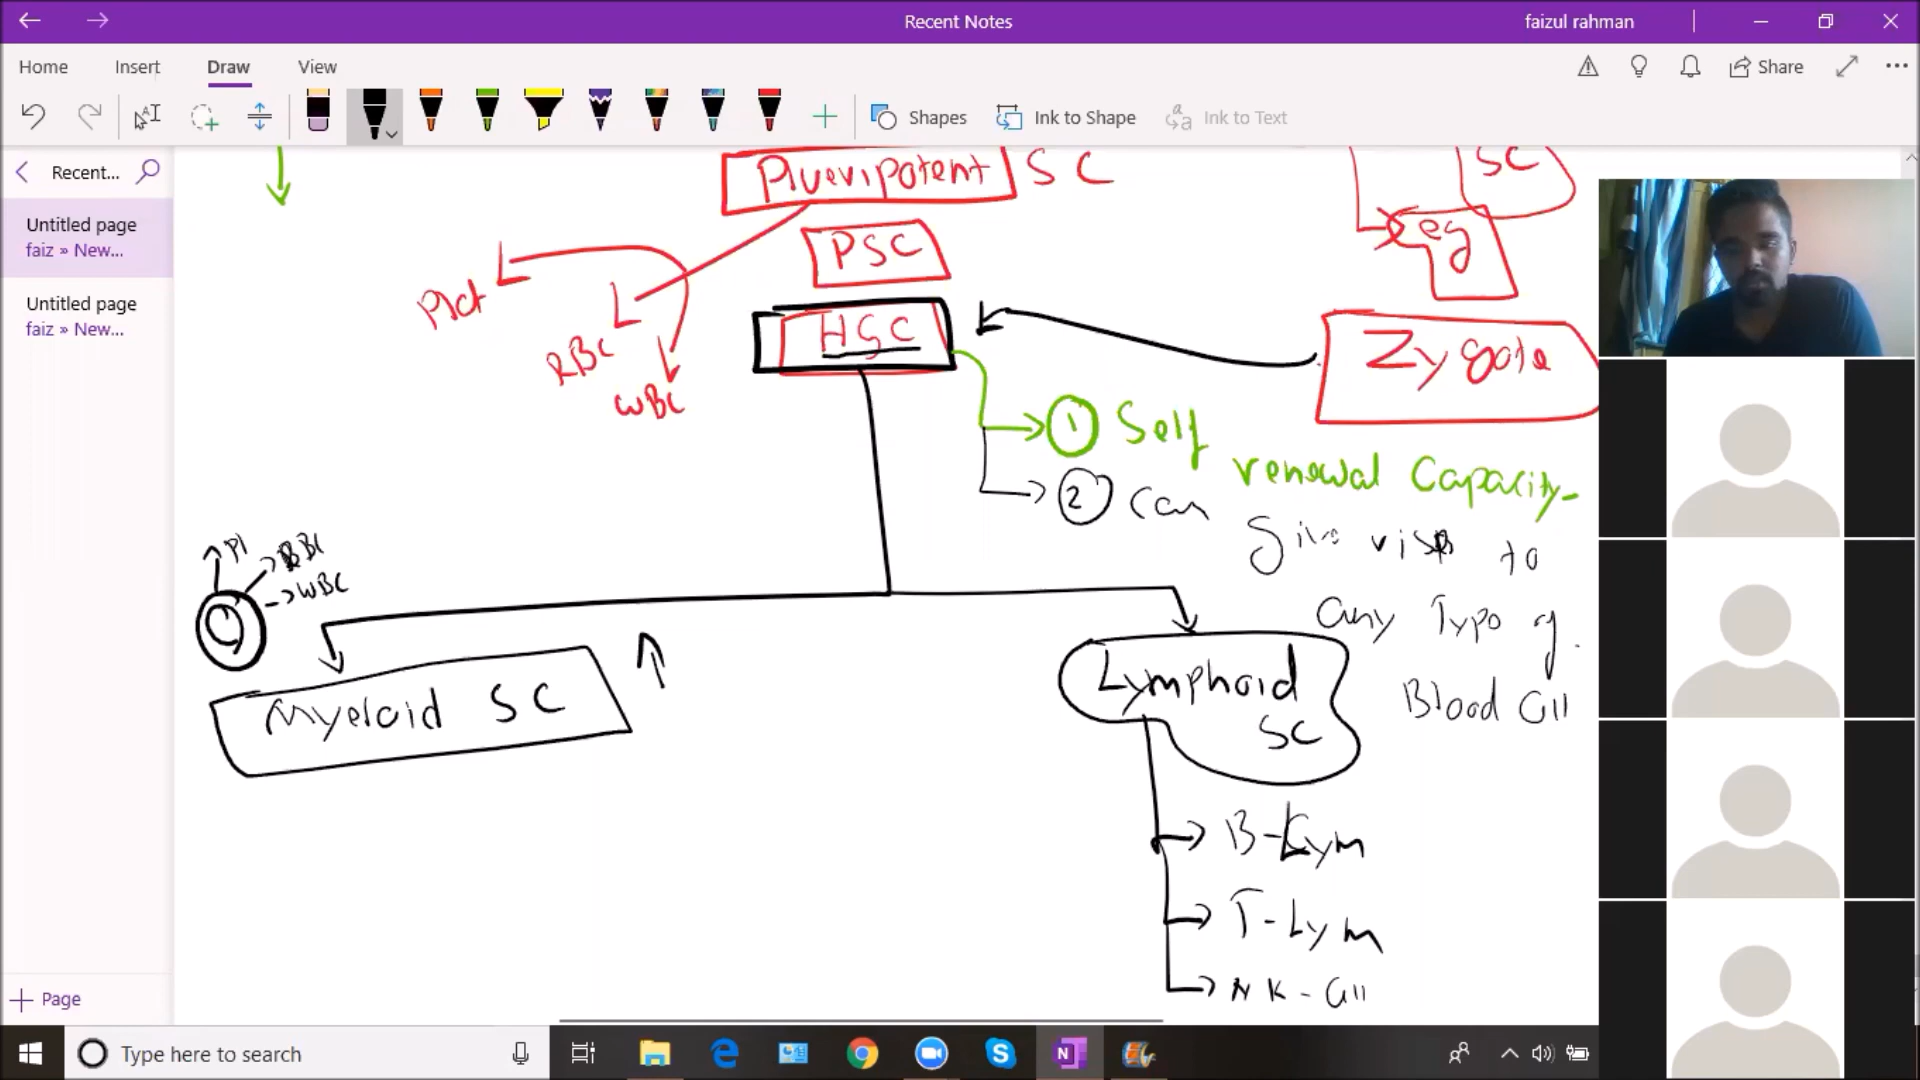 Recent Notes
faizul rahman
Home
Insert
Draw
View
Share
Shapes
Ink to Shape
Ink to Text
Recent...
Untitled page
faiz » New...
Untitled page
faiz » New...
Page
Pluevipotent SC
SC
eg
PSC
HSC
Zygote
Plat
RBC
WBC
1 Self
renewal Capacity-
2 Can
give rise to
any Type of
Blood Cell
Pl
RBC
WBC
Myeloid SC
Lymphoid
SC
B-Lym
T-Lym
NK-Cell
Type here to search